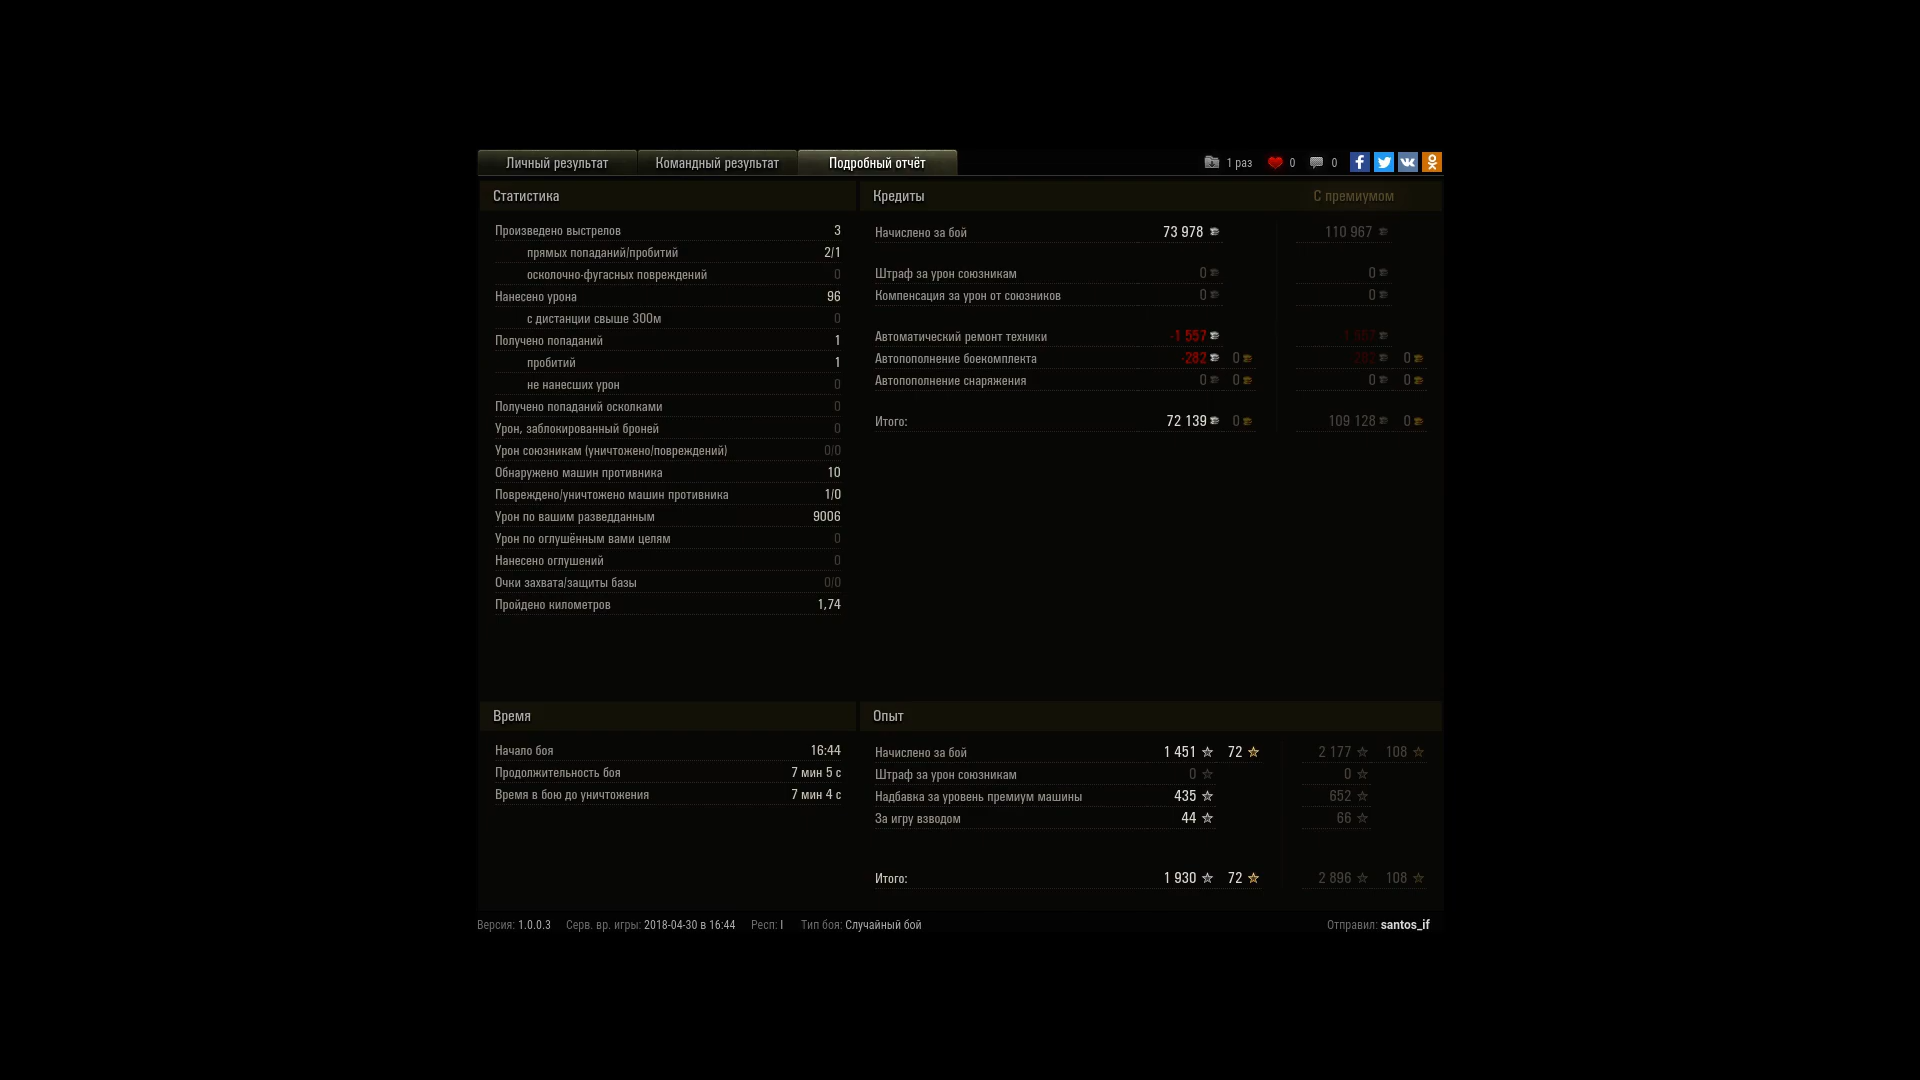 Личный результат Командный результат Подробный отчёт 1 раз 0 0
Статистика
Произведено выстрелов 3
прямых попаданий/пробитий 2/1
осколочно-фугасных повреждений 0
Нанесено урона 96
с дистанции свыше 300м 0
Получено попаданий 1
пробитий 1
не нанесших урон 0
Получено попаданий осколками 0
Урон, заблокированный броней 0
Урон союзникам (уничтожено/повреждений) 0/0
Обнаружено машин противника 10
Повреждено/уничтожено машин противника 1/0
Урон по вашим разведданным 9006
Урон по оглушённым вами целям 0
Нанесено оглушений 0
Очки захвата/защиты базы 0/0
Пройдено километров 1,74
Кредиты С премиумом
Начислено за бой 73 978 110 967
Штраф за урон союзникам 0 0
Компенсация за урон от союзников 0 0
Автоматический ремонт техники -1 557
Автопополнение боекомплекта -282 0 0
Автопополнение снаряжения 0 0 0 0
Итого: 72 139 0 109 128 0
Время
Начало боя 16:44
Продолжительность боя 7 мин 5 с
Время в бою до уничтожения 7 мин 4 с
Опыт
Начислено за бой 1 451 72 2 177 108
Штраф за урон союзникам 0 0
Надбавка за уровень премиум машины 435 652
За игру взводом 44 66
Итого: 1 930 72 2 896 108
Версия: 1.0.0.3 Серв. вр. игры: 2018-04-30 в 16:44 Респ: I Тип боя: Случайный бой Отправил: santos_if